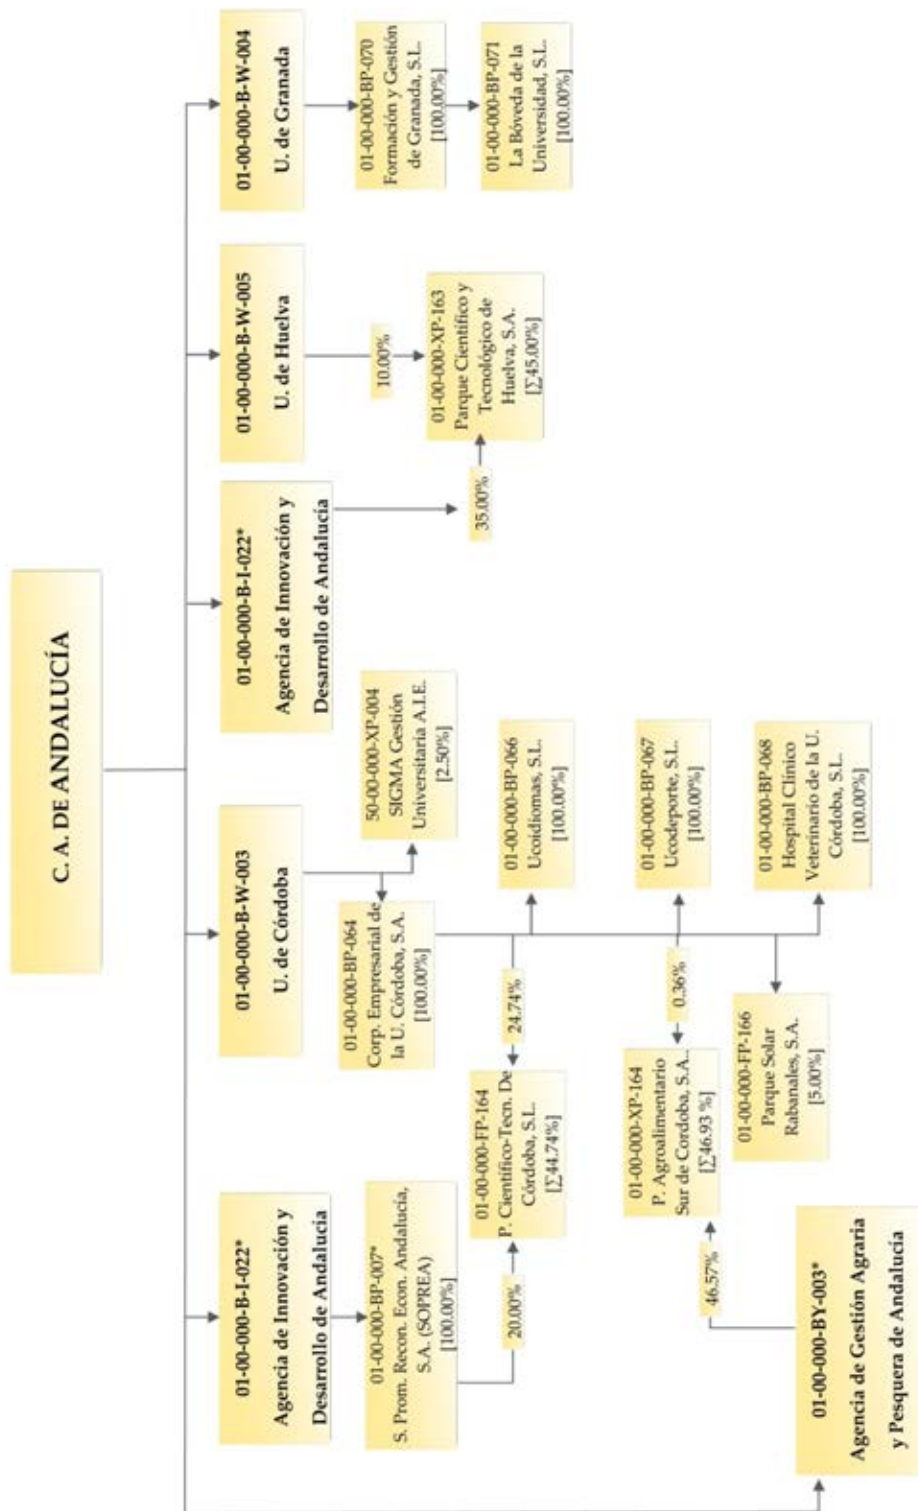 C. A. DE ANDALUCÍA
01-00-000-B-I-022*
Agencia de Innovación y
Desarrollo de Andalucia
01-00-000-B-W-003
U. de Córdoba
01-00-000-B-I-022*
Agencia de Innovación y
Desarrollo de Andalucía
01-00-000-B-W-005
U. de Huelva
01-00-000-B-W-004
U. de Granada
01-00-000-BP-007*
S. Prom. Recon. Econ. Andalucía,
S.A. (SOPREA)
[100.00%]
01-00-000-BP-064
Corp. Empresarial de
la U. Córdoba, S.A.
[100.00%]
50-00-000-XP-004
SIGMA Gestión
Universitaria A.I.E.
[2.50%]
10.00%
01-00-000-BP-070
Formación y Gestión
de Granada, S.L.
[100.00%]
35.00%
01-00-000-XP-163
Parque Científico y
Tecnológico de
Huelva, S.A.
[∑45.00%]
01-00-000-BP-071
La Bóveda de la
Universidad, S.L.
[100.00%]
20.00%
01-00-000-FP-164
P. Científico-Tecn. De
Córdoba, S.L.
[∑44.74%]
24.74%
01-00-000-BP-066
Ucoidiomas, S.L.
[100.00%]
46.57%
01-00-000-XP-164
P. Agroalimentario
Sur de Cordoba, S.A..
[∑46.93 %]
0.36%
01-00-000-BP-067
Ucodeporte, S.L.
[100.00%]
01-00-000-FP-166
Parque Solar
Rabanales, S.A.
[5.00%]
01-00-000-BP-068
Hospital Clinico
Veterinario de la U.
Córdoba, S.L.
[100.00%]
01-00-000-BY-003*
Agencia de Gestión Agraria
y Pesquera de Andalucía